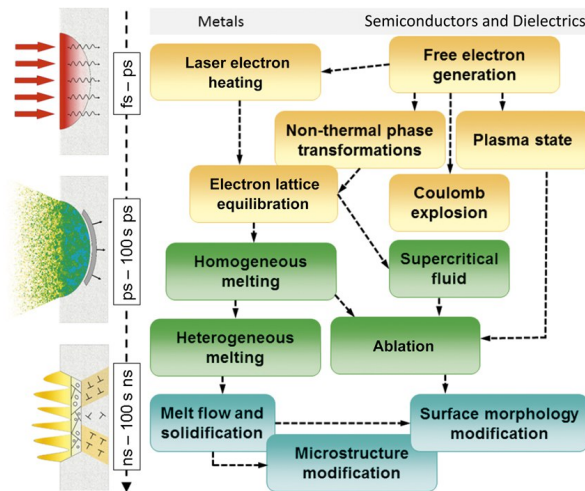 Metals
Semiconductors and Dielectrics
Laser electron
heating
Free electron
generation
fs – ps
Non-thermal phase
transformations
Plasma state
Electron lattice
equilibration
Coulomb
explosion
ps – 100 s ps
Homogeneous
melting
Supercritical
fluid
Heterogeneous
melting
Ablation
ns – 100 s ns
Melt flow and
solidification
Surface morphology
modification
Microstructure
modification